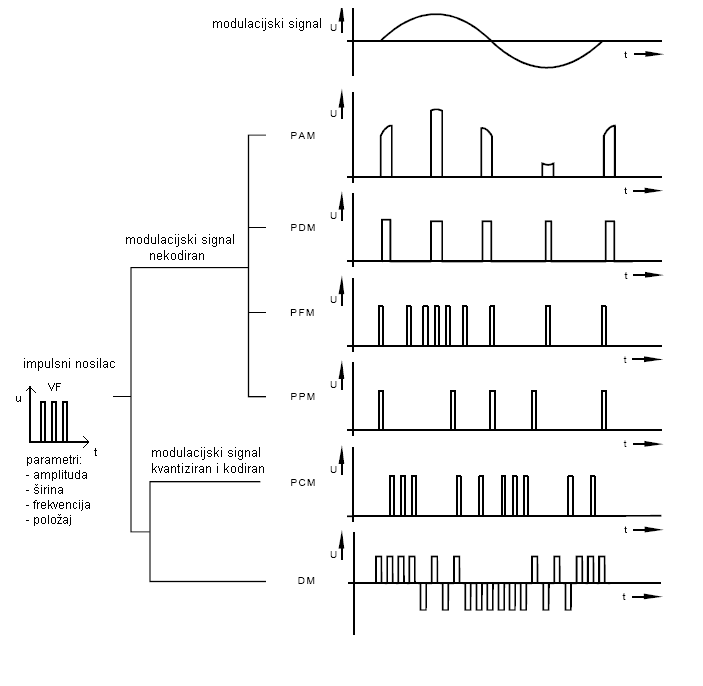 modulacijski signal
U
t
U
PAM
t
U
PDM
t
modulacijski signal
nekodiran
U
PFM
t
impulsni nosilac
VF
u
t
U
PPM
t
parametri:
- amplituda
- širina
- frekvencija
- položaj
modulacijski signal
kvantiziran i kodiran
U
PCM
t
U
DM
t